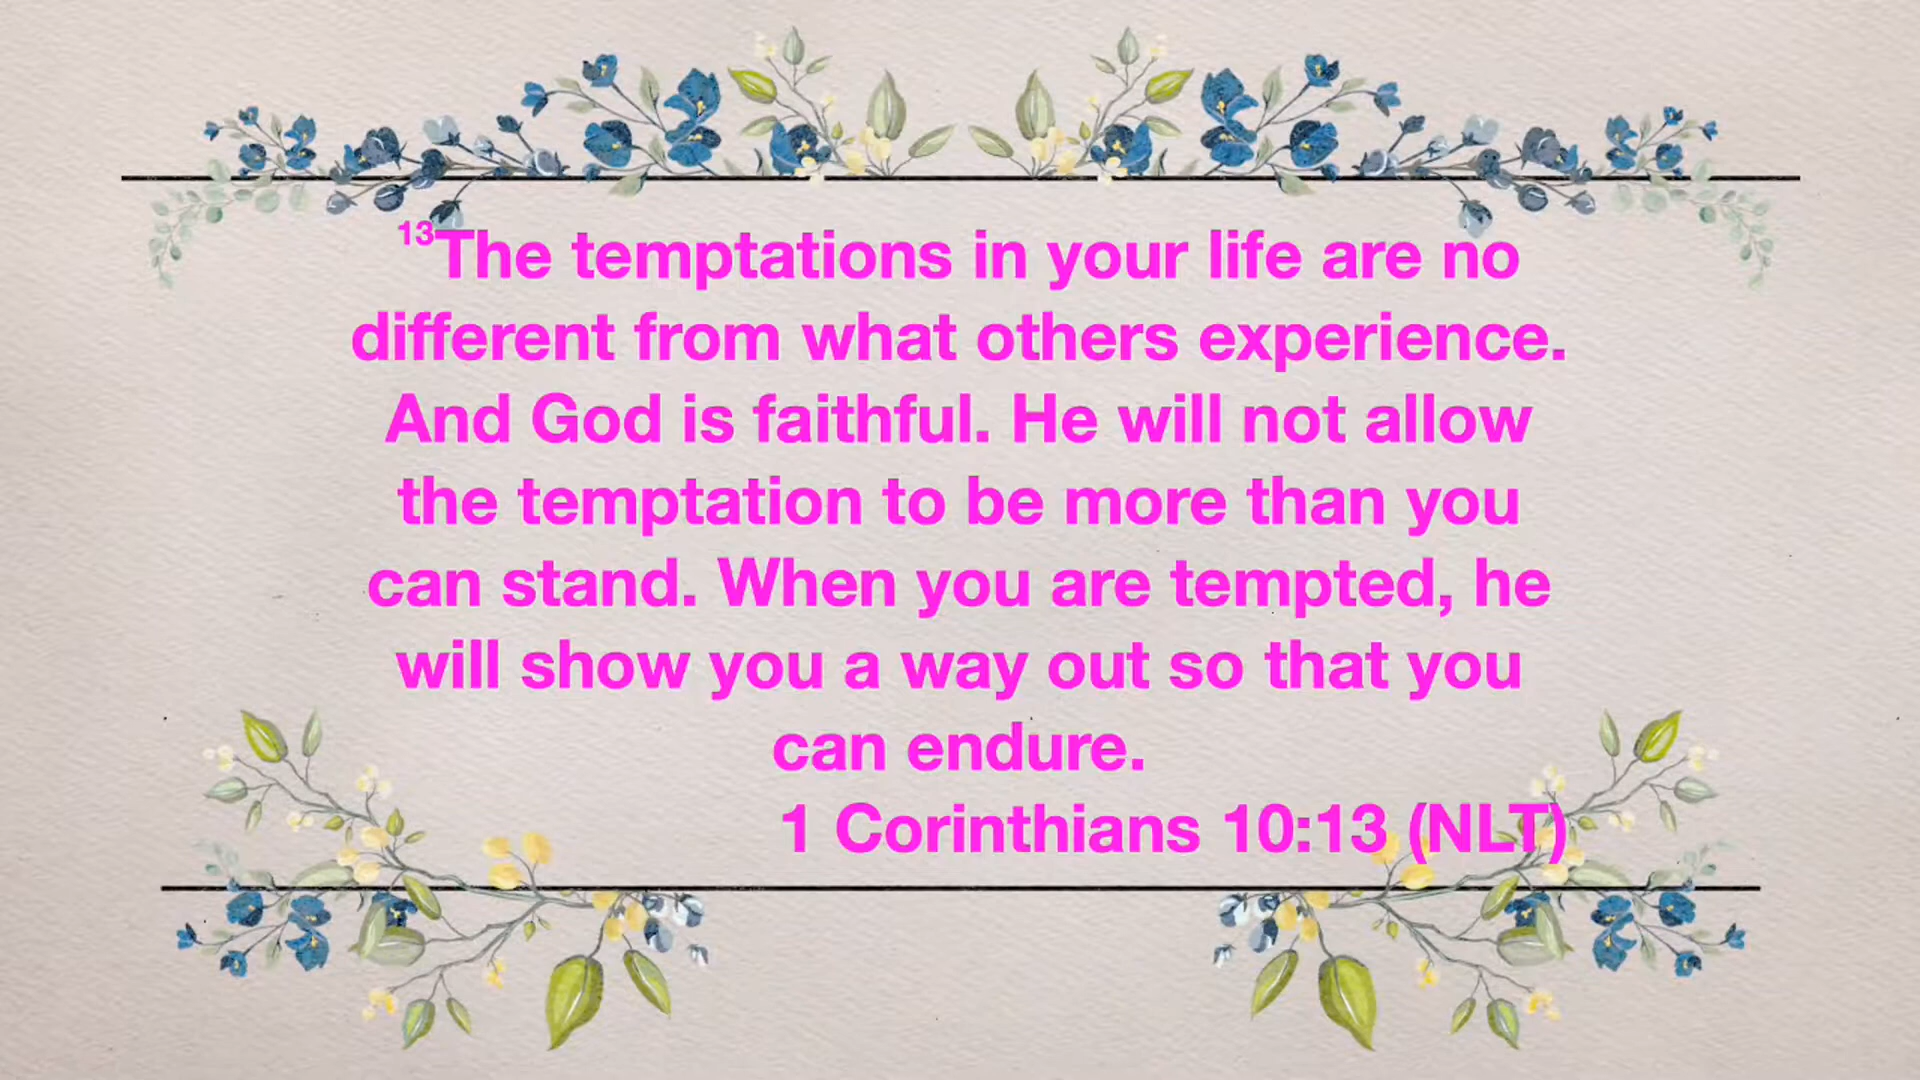 13The temptations in your life are no
different from what others experience.
And God is faithful. He will not allow
the temptation to be more than you
can stand. When you are tempted, he
will show you a way out so that you
can endure.
1 Corinthians 10:13 (NLT)